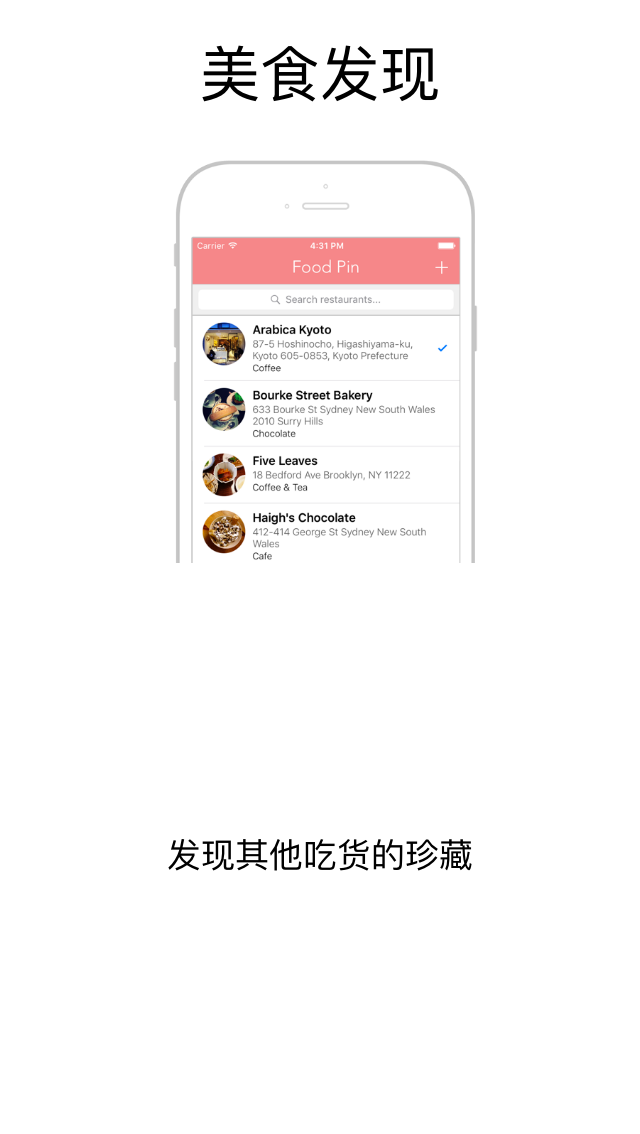 美食发现
Carrier 4:31 PM
Food Pin +
Search restaurants...
Arabica Kyoto
87-5 Hoshinocho, Higashiyama-ku,
Kyoto 605-0853, Kyoto Prefecture
Coffee
Bourke Street Bakery
633 Bourke St Sydney New South Wales
2010 Surry Hills
Chocolate
Five Leaves
18 Bedford Ave Brooklyn, NY 11222
Coffee & Tea
Haigh's Chocolate
412-414 George St Sydney New South
Wales
Cafe
发现其他吃货的珍藏